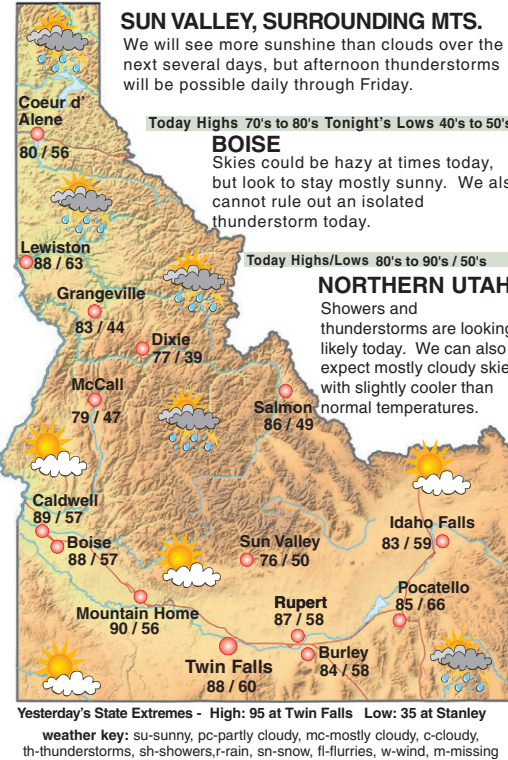 SUN VALLEY, SURROUNDING MTS.
We will see more sunshine than clouds over the
next several days, but afternoon thunderstorms
will be possible daily through Friday.
Today Highs 70's to 80's Tonight's Lows 40's to 50's
BOISE
Skies could be hazy at times today,
but look to stay mostly sunny. We als
cannot rule out an isolated
thunderstorm today.
Today Highs/Lows 80's to 90's / 50's
NORTHERN UTAH
Showers and
thunderstorms are looking
likely today. We can also
expect mostly cloudy skie
with slightly cooler than
normal temperatures.
Coeur d'
Alene
80 / 56
Lewiston
88 / 63
Grangeville
83 / 44
Dixie
77 / 39
McCall
79 / 47
Salmon
86 / 49
Caldwell
89 / 57
Boise
88 / 57
Sun Valley
76 / 50
Idaho Falls
83 / 59
Mountain Home
90 / 56
Rupert
87 / 58
Pocatello
85 / 66
Twin Falls
88 / 60
Burley
84 / 58
Yesterday's State Extremes - High: 95 at Twin Falls Low: 35 at Stanley
weather key: su-sunny, pc-partly cloudy, mc-mostly cloudy, c-cloudy,
th-thunderstorms, sh-showers,r-rain, sn-snow, fl-flurries, w-wind, m-missing